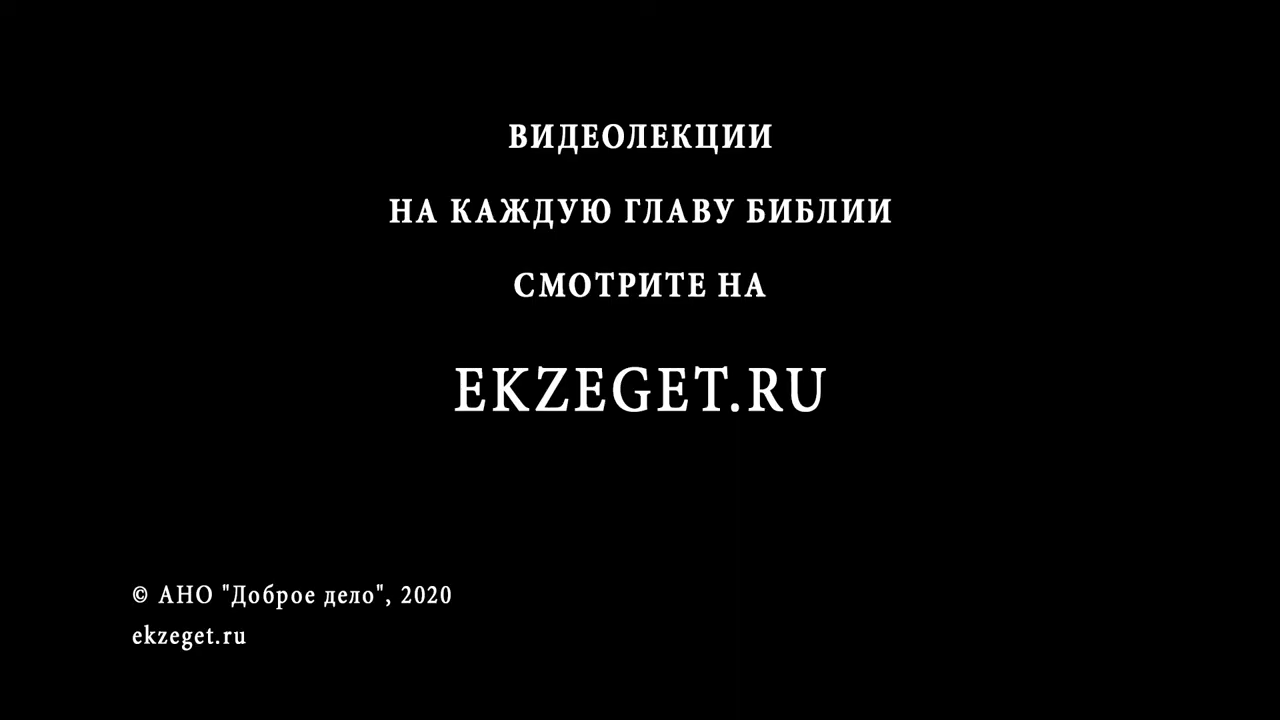 ВИДЕОЛЕКЦИИ
НА КАЖДУЮ ГЛАВУ БИБЛИИ
СМОТРИТЕ НА
EKZEGET.RU
© АНО "Доброе дело", 2020
ekzeget.ru